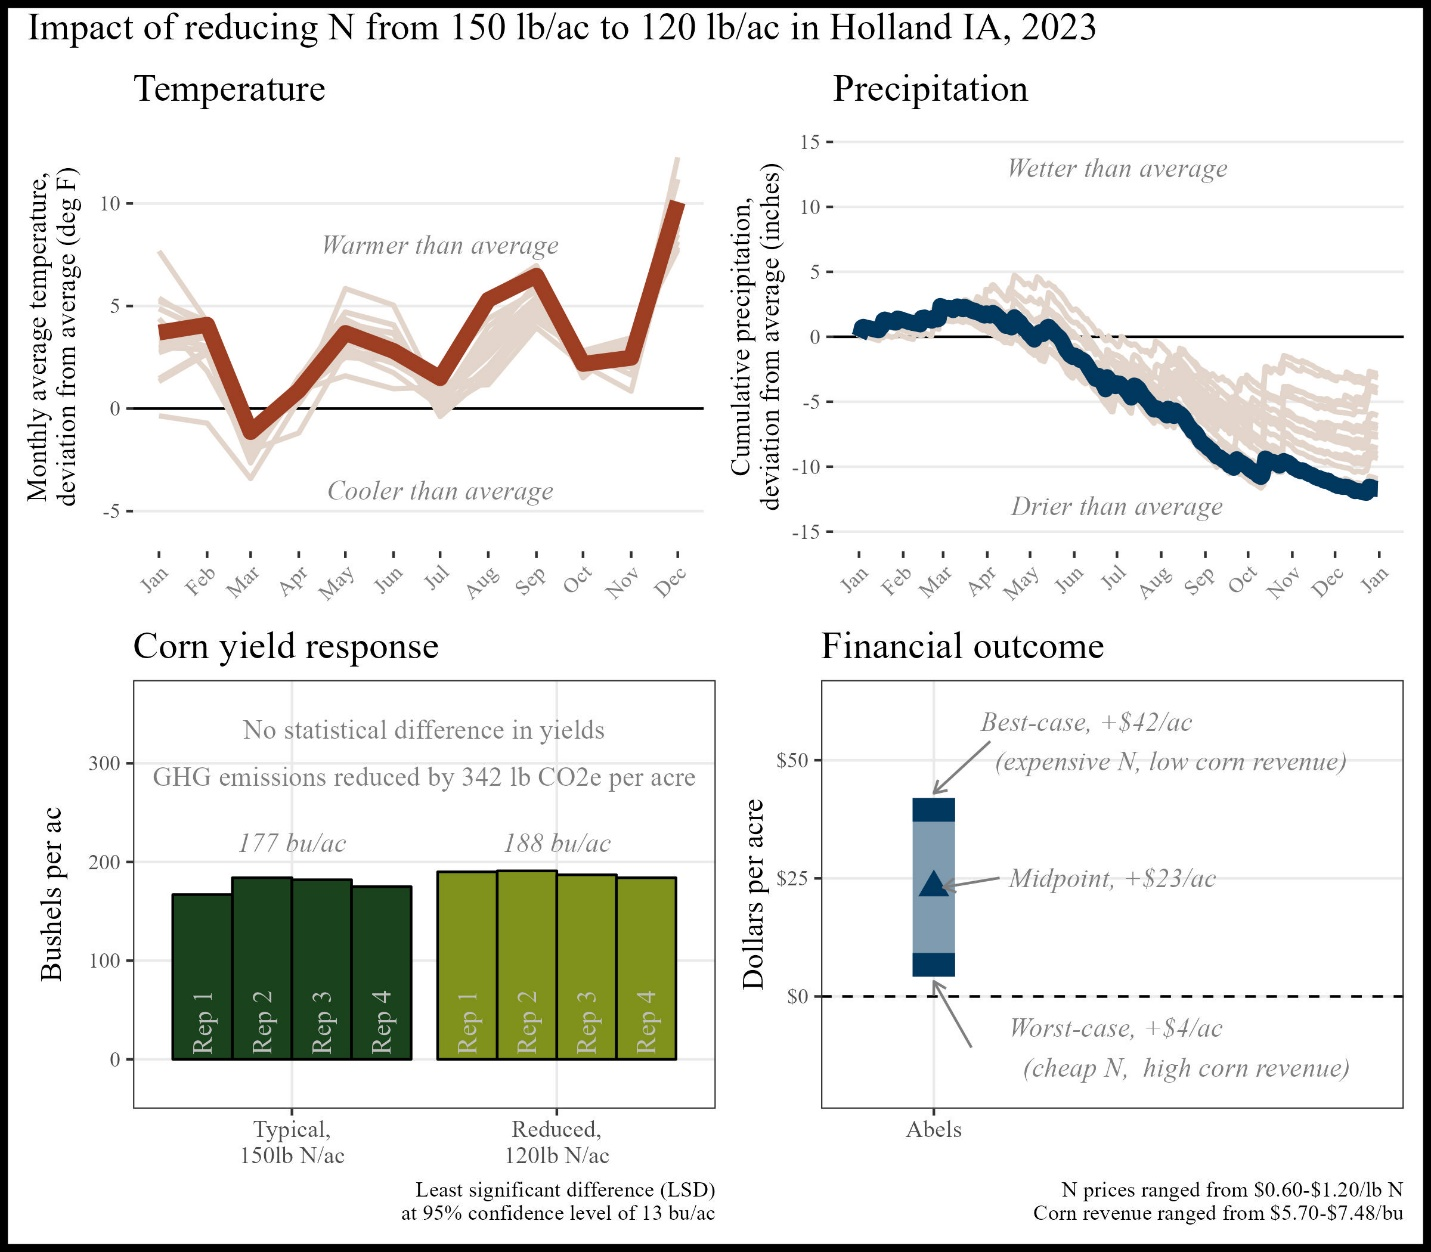 Impact of reducing N from 150 lb/ac to 120 lb/ac in Holland IA, 2023
Temperature
Monthly average temperature,
deviation from average (deg F)
10
5
0
-5
Warmer than average
Cooler than average
Jan
Feb
Mar
Apr
May
Jun
Jul
Aug
Sep
Oct
Nov
Dec
Precipitation
Cumulative precipitation,
deviation from average (inches)
15
10
5
0
-5
-10
-15
Wetter than average
Drier than average
Jan
Feb
Mar
Apr
May
Jun
Jul
Aug
Sep
Oct
Nov
Dec
Jan
Corn yield response
Bushels per ac
300
200
100
0
No statistical difference in yields
GHG emissions reduced by 342 lb CO2e per acre
177 bu/ac
188 bu/ac
Rep 1
Rep 2
Rep 3
Rep 4
Rep 1
Rep 2
Rep 3
Rep 4
Typical,
150lb N/ac
Reduced,
120lb N/ac
Least significant difference (LSD)
at 95% confidence level of 13 bu/ac
Financial outcome
Dollars per acre
$50
$25
$0
Best-case, +$42/ac
(expensive N, low corn revenue)
Midpoint, +$23/ac
Worst-case, +$4/ac
(cheap N,  high corn revenue)
Abels
N prices ranged from $0.60-$1.20/lb N
Corn revenue ranged from $5.70-$7.48/bu